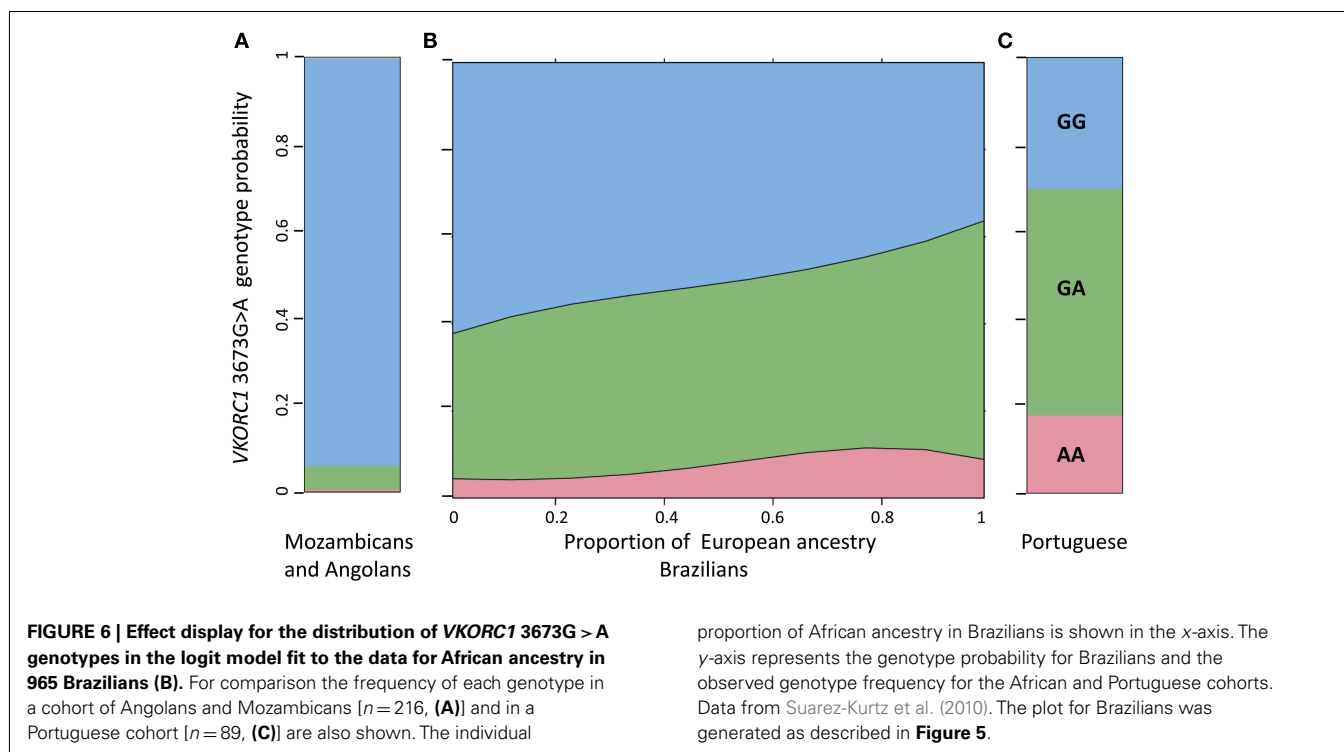 A
B
C
VKORC1 3673G>A genotype probability
1
0.8
0.6
0.4
0.2
0
GG
GA
AA
0 0.2 0.4 0.6 0.8 1
Mozambicans
and Angolans
Proportion of European ancestry
Brazilians
Portuguese
FIGURE 6 | Effect display for the distribution of VKORC1 3673G > A
genotypes in the logit model fit to the data for African ancestry in
965 Brazilians (B). For comparison the frequency of each genotype in
a cohort of Angolans and Mozambicans [n = 216, (A)] and in a
Portuguese cohort [n = 89, (C)] are also shown. The individual
proportion of African ancestry in Brazilians is shown in the x-axis. The
y-axis represents the genotype probability for Brazilians and the
observed genotype frequency for the African and Portuguese cohorts.
Data from Suarez-Kurtz et al. (2010). The plot for Brazilians was
generated as described in Figure 5.